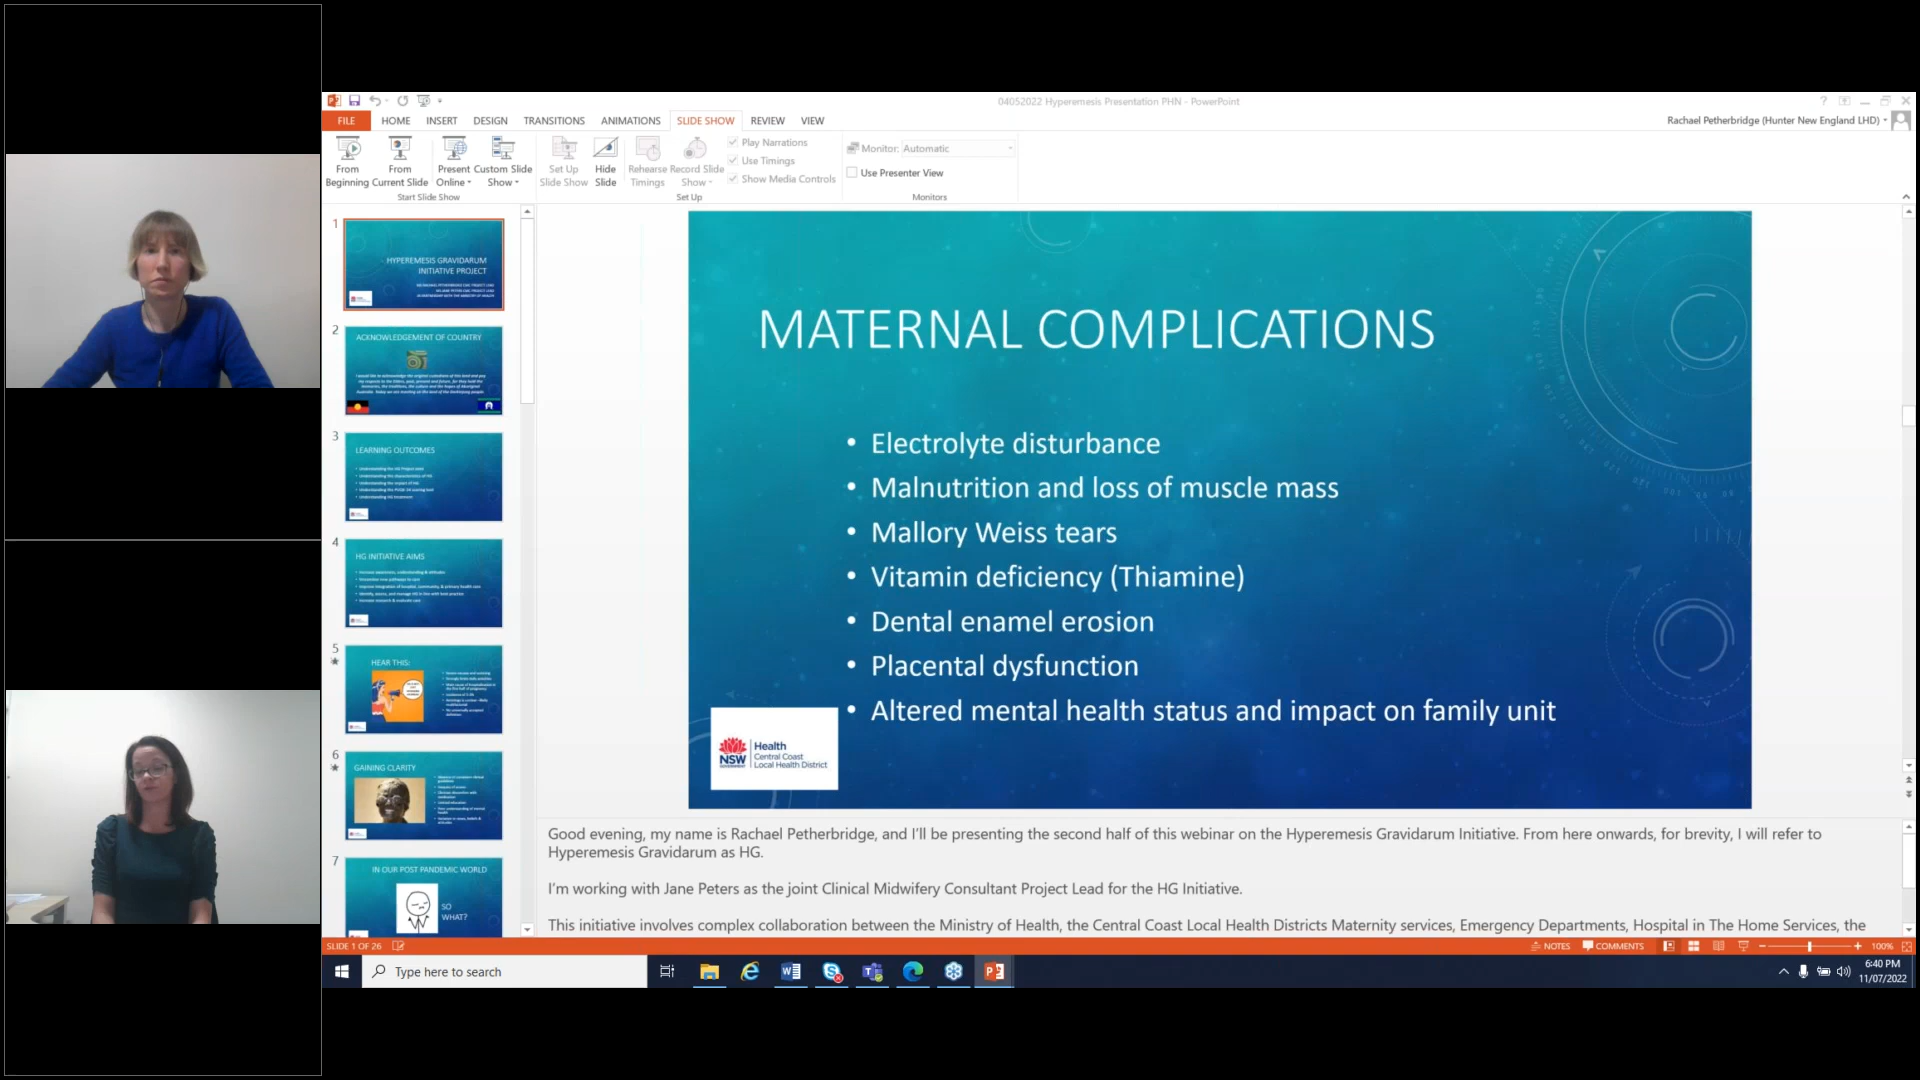 04052022 Hyperemesis Presentation PHN - PowerPoint
FILE HOME INSERT DESIGN TRANSITIONS ANIMATIONS SLIDE SHOW REVIEW VIEW
Rachael Petherbridge (Hunter New England LHD)
From Beginning
From Current Slide
Present Online
Custom Slide Show
Set Up Slide Show
Hide Slide
Rehearse Timings
Record Slide Show
Play Narrations
Use Timings
Show Media Controls
Monitor: Automatic
Use Presenter View
Start Slide Show
Set Up
Monitors
1
HYPEREMESIS GRAVIDARUM
INITIATIVE PROJECT
2
ACKNOWLEDGEMENT OF COUNTRY
3
LEARNING OUTCOMES
4
HG INITIATIVE AIMS
5
HEAR THIS:
6
GAINING CLARITY
7
IN OUR POST PANDEMIC WORLD
SO
WHAT?
MATERNAL COMPLICATIONS
• Electrolyte disturbance
• Malnutrition and loss of muscle mass
• Mallory Weiss tears
• Vitamin deficiency (Thiamine)
• Dental enamel erosion
• Placental dysfunction
• Altered mental health status and impact on family unit
NSW
GOVERNMENT
Health
Central Coast
Local Health District
Good evening, my name is Rachael Petherbridge, and I'll be presenting the second half of this webinar on the Hyperemesis Gravidarum Initiative. From here onwards, for brevity, I will refer to
Hyperemesis Gravidarum as HG.
I'm working with Jane Peters as the joint Clinical Midwifery Consultant Project Lead for the HG Initiative.
This initiative involves complex collaboration between the Ministry of Health, the Central Coast Local Health Districts Maternity services, Emergency Departments, Hospital in The Home Services, the
SLIDE 1 OF 26
NOTES COMMENTS 100%
Type here to search
6:40 PM
11/07/2022